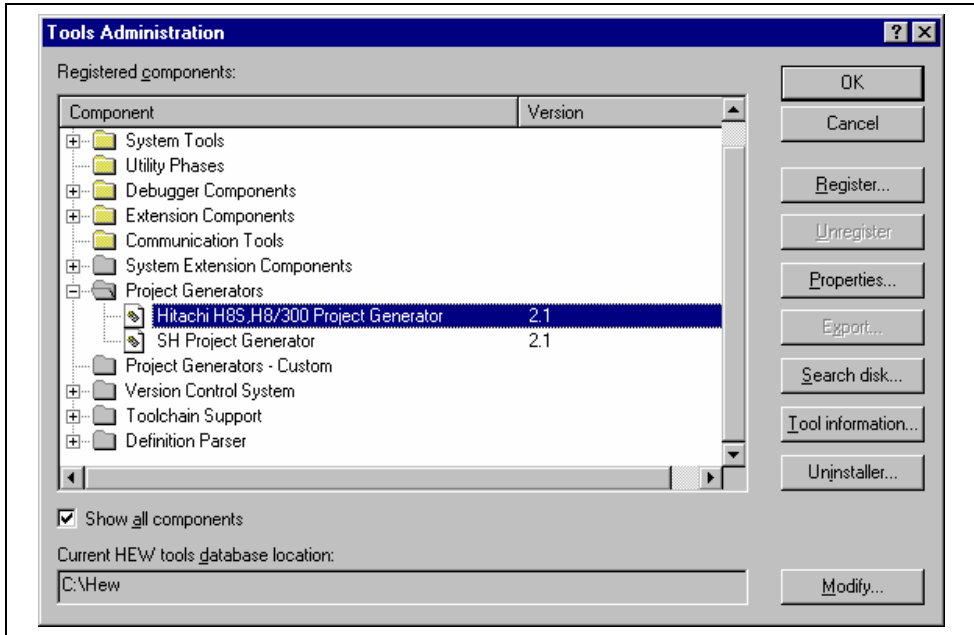 Tools Administration
Registered components:
Component Version
System Tools
Utility Phases
Debugger Components
Extension Components
Communication Tools
System Extension Components
Project Generators
Hitachi H8S,H8/300 Project Generator 2.1
SH Project Generator 2.1
Project Generators - Custom
Version Control System
Toolchain Support
Definition Parser
Show all components
Current HEW tools database location:
C:\Hew
OK
Cancel
Register...
Unregister
Properties...
Export...
Search disk...
Tool information...
Uninstaller...
Modify...